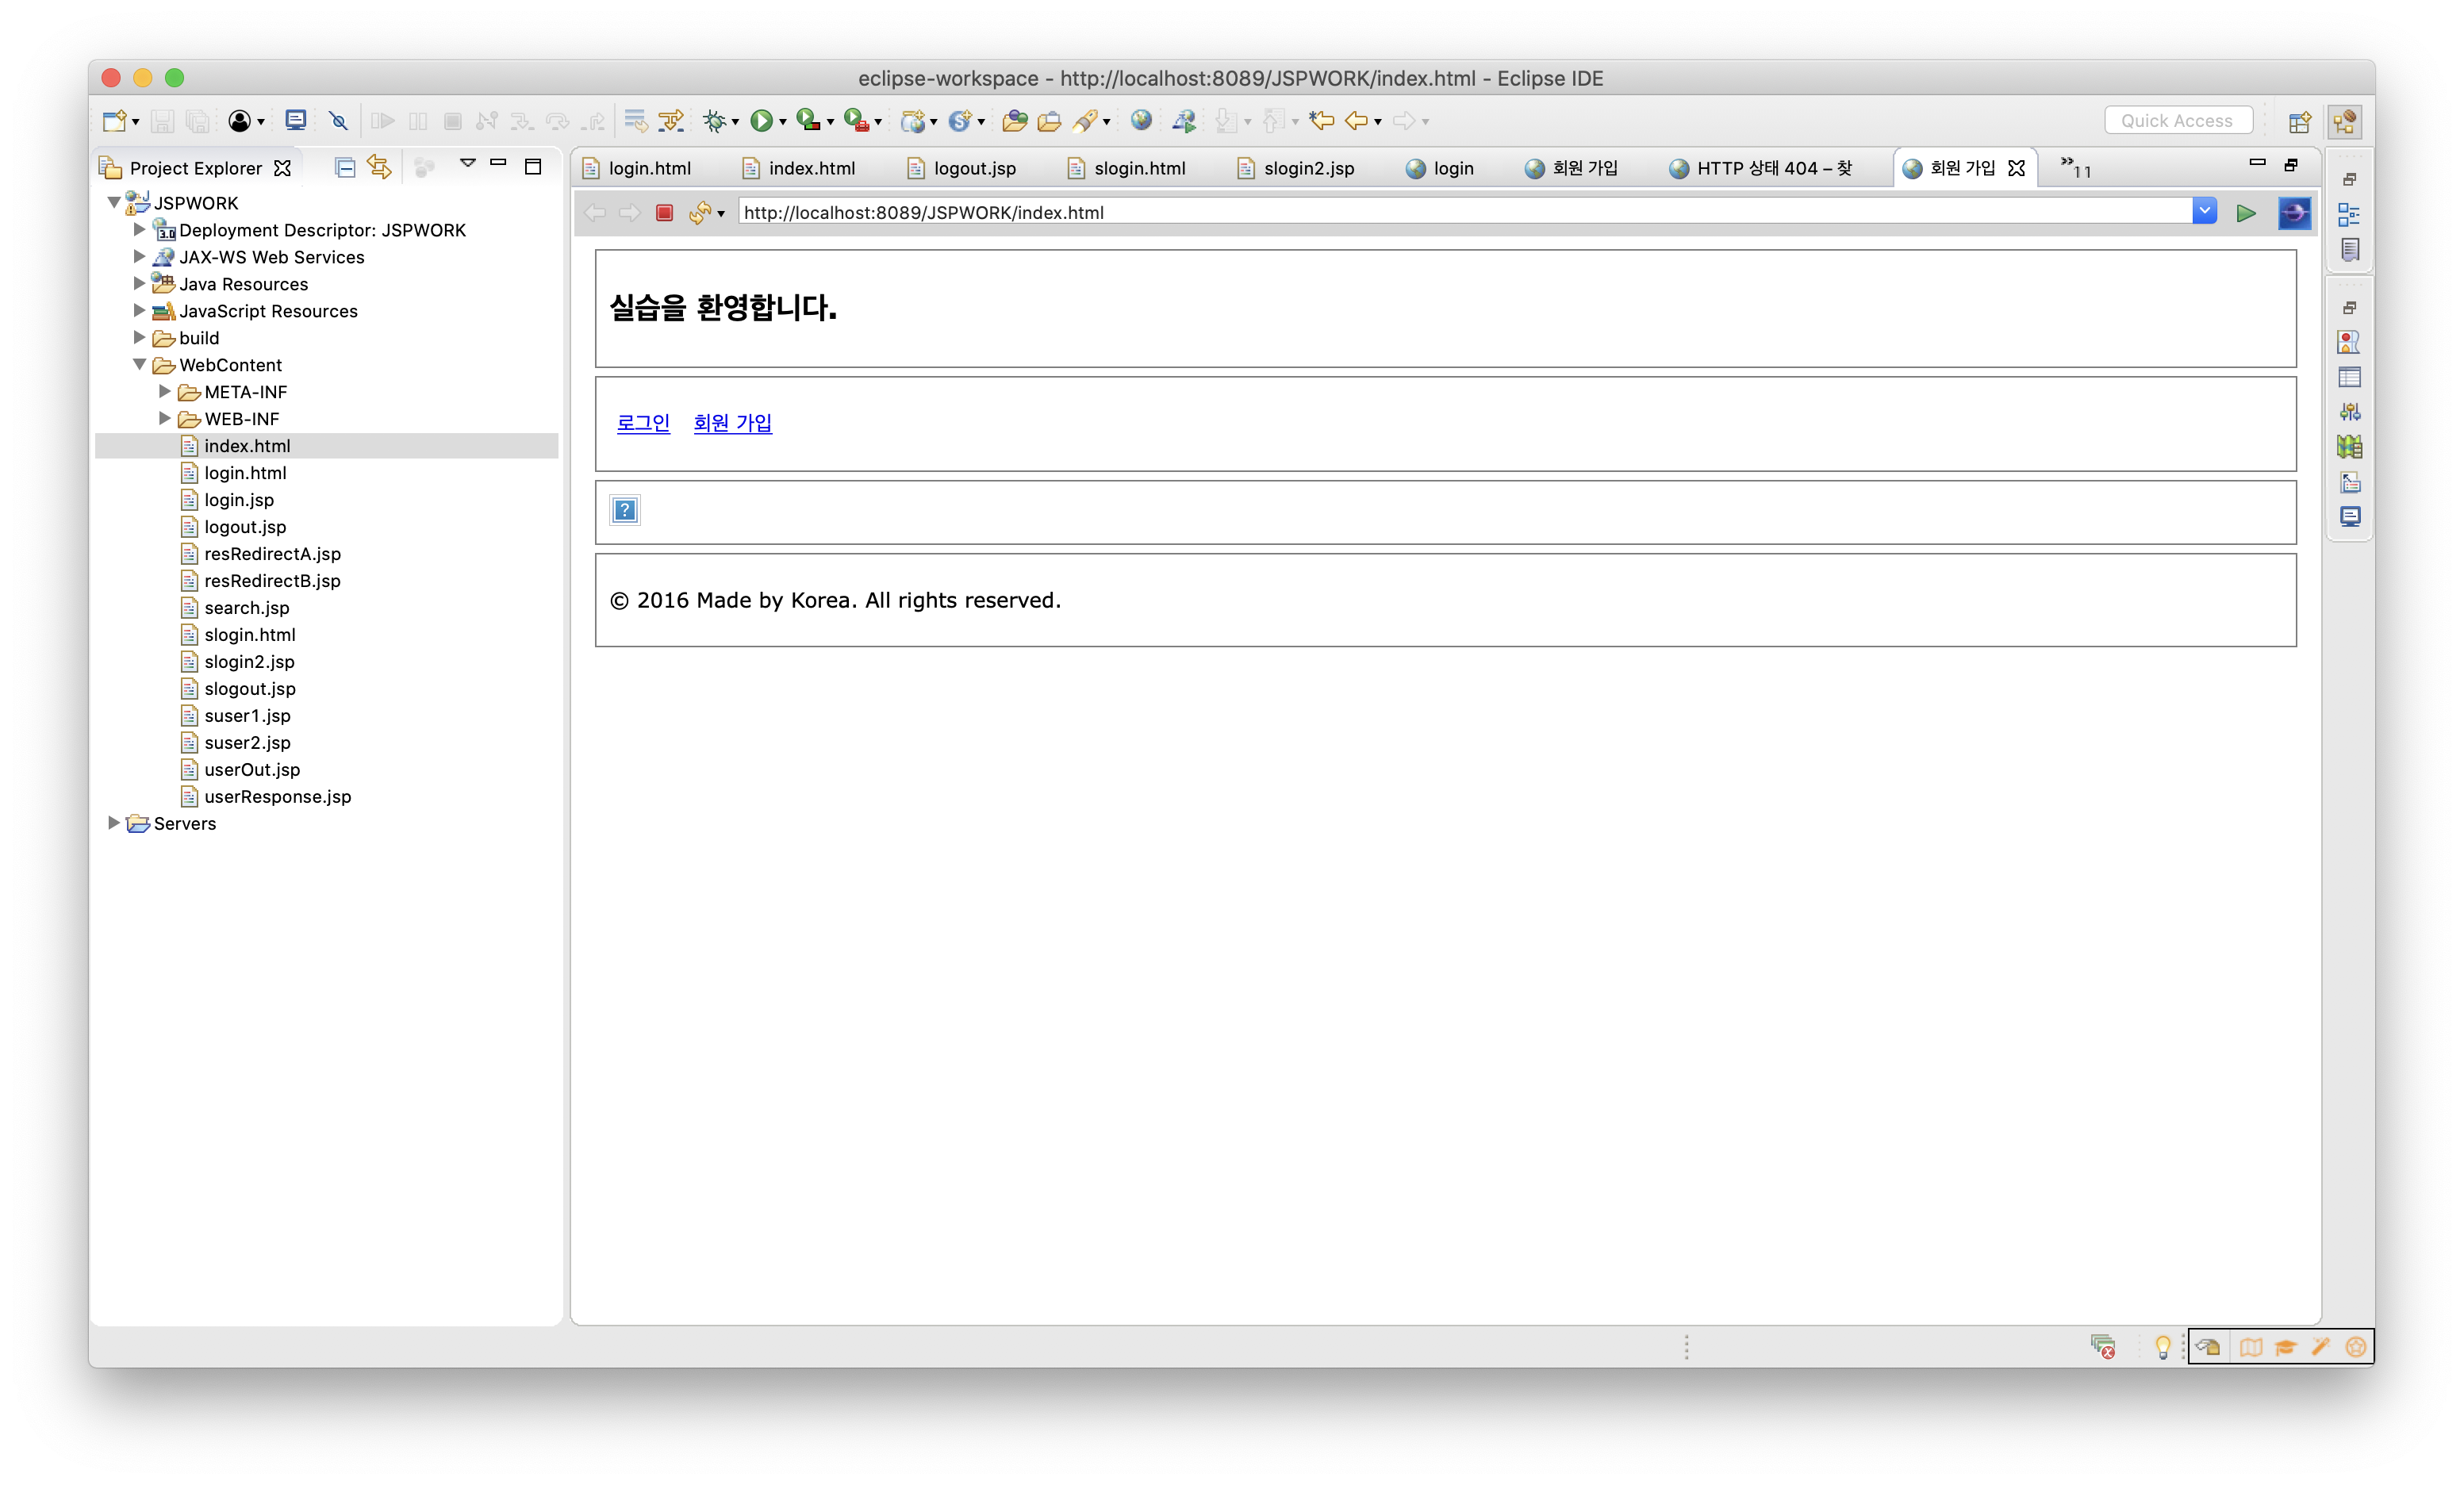 eclipse-workspace - http://localhost:8089/JSPWORK/index.html - Eclipse IDE
Quick Access
Project Explorer
login.html
index.html
logout.jsp
slogin.html
slogin2.jsp
login
회원 가입
HTTP 상태 404 – 찾
회원 가입
»11
http://localhost:8089/JSPWORK/index.html
JSPWORK
3.0 Deployment Descriptor: JSPWORK
JAX-WS Web Services
Java Resources
JavaScript Resources
build
WebContent
META-INF
WEB-INF
index.html
login.html
login.jsp
logout.jsp
resRedirectA.jsp
resRedirectB.jsp
search.jsp
slogin.html
slogin2.jsp
slogout.jsp
suser1.jsp
suser2.jsp
userOut.jsp
userResponse.jsp
Servers
실습을 환영합니다.
로그인 회원 가입
?
© 2016 Made by Korea. All rights reserved.